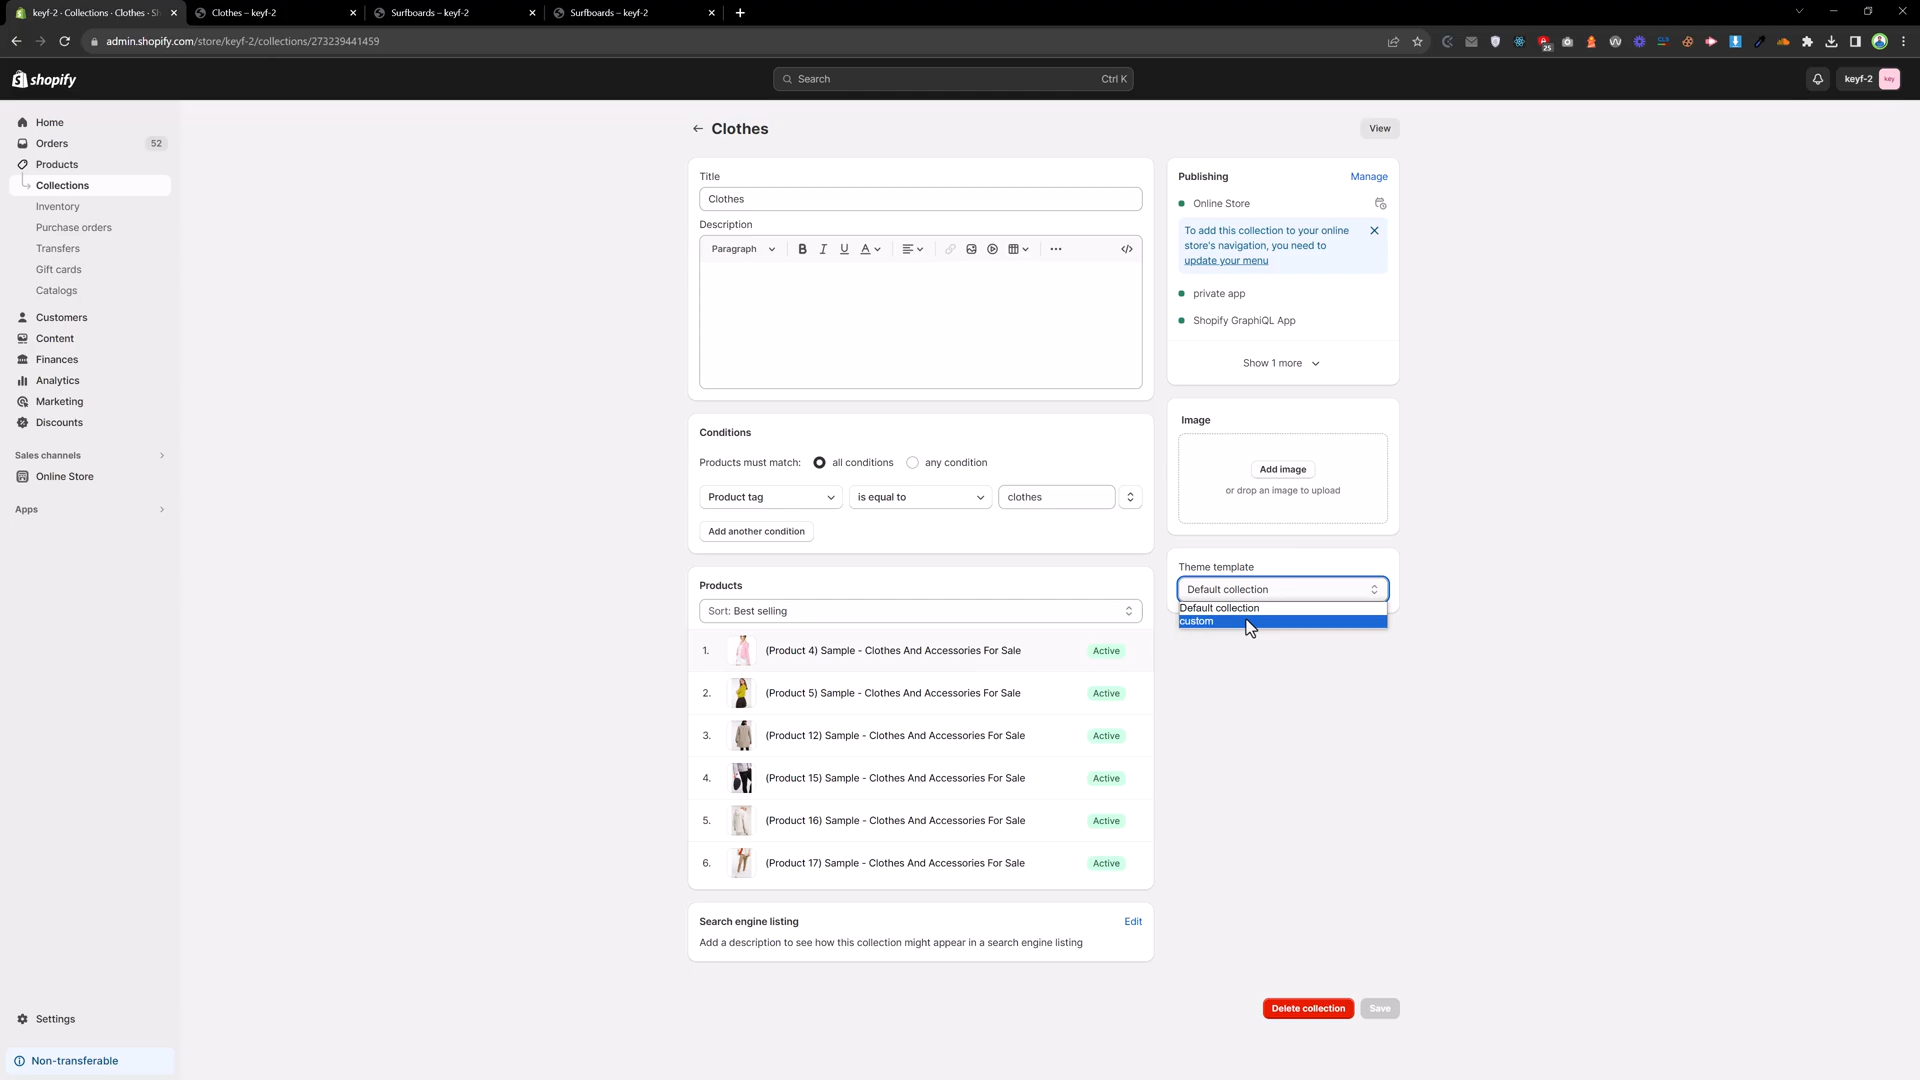 keyf-2 · Collections · Clothes · Sh
Clothes – keyf-2
Surfboards – keyf-2
Surfboards – keyf-2
admin.shopify.com/store/keyf-2/collections/273239441459
25
shopify
Search
Ctrl K
keyf-2
key
Home
Orders
52
Products
Collections
Inventory
Purchase orders
Transfers
Gift cards
Catalogs
Customers
Content
Finances
Analytics
Marketing
Discounts
Sales channels
Online Store
Apps
Settings
Non-transferable
Clothes
View
Title
Clothes
Description
Paragraph
B I U A
Conditions
Products must match: all conditions any condition
Product tag
is equal to
clothes
Add another condition
Products
Sort: Best selling
1. (Product 4) Sample - Clothes And Accessories For Sale Active
2. (Product 5) Sample - Clothes And Accessories For Sale Active
3. (Product 12) Sample - Clothes And Accessories For Sale Active
4. (Product 15) Sample - Clothes And Accessories For Sale Active
5. (Product 16) Sample - Clothes And Accessories For Sale Active
6. (Product 17) Sample - Clothes And Accessories For Sale Active
Search engine listing
Edit
Add a description to see how this collection might appear in a search engine listing
Publishing
Manage
Online Store
To add this collection to your online
store's navigation, you need to
update your menu
private app
Shopify GraphiQL App
Show 1 more
Image
Add image
or drop an image to upload
Theme template
Default collection
Default collection
custom
Delete collection
Save